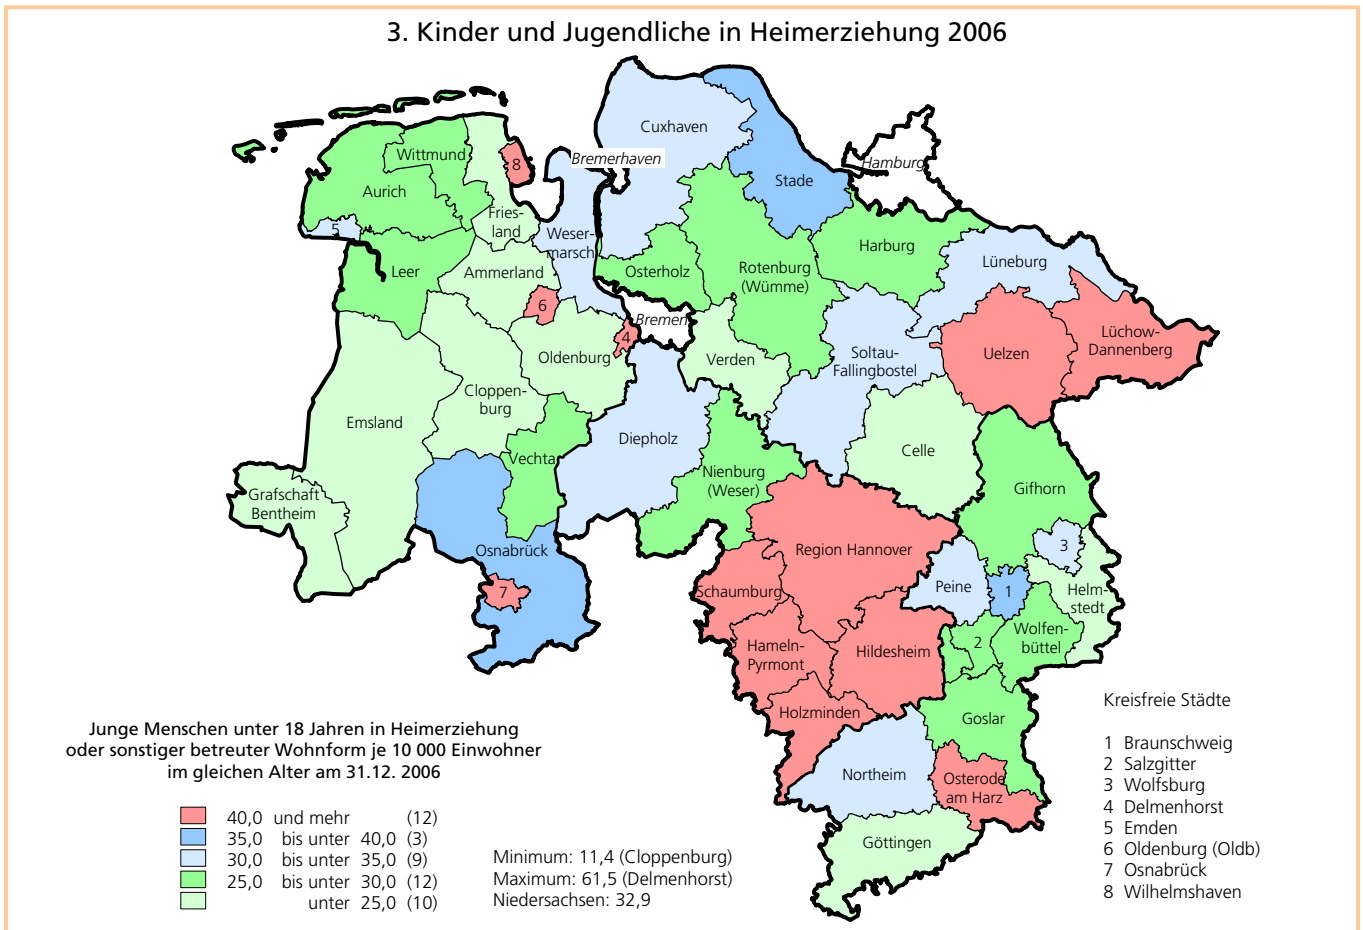 3. Kinder und Jugendliche in Heimerziehung 2006
Cuxhaven
Wittmund
8
Bremerhaven
Hamburg
Aurich
Stade
Fries-
land
5
Weser-
marsch
Harburg
Lüneburg
Leer
Ammerland
Osterholz
Rotenburg
(Wümme)
6
Bremen
4
Lüchow-
Dannenberg
Oldenburg
Verden
Soltau-
Fallingbostel
Uelzen
Cloppen-
burg
Emsland
Diepholz
Celle
Vechta
Nienburg
(Weser)
Gifhorn
Grafschaft
Bentheim
Osnabrück
Region Hannover
3
7
Schaumburg
Peine
1
Helm-
stedt
Hameln-
Pyrmont
Hildesheim
2
Wolfen-
büttel
Holzminden
Goslar
Northeim
Osterode
am Harz
Göttingen
Junge Menschen unter 18 Jahren in Heimerziehung
oder sonstiger betreuter Wohnform je 10 000 Einwohner
im gleichen Alter am 31.12. 2006
40,0 und mehr (12)
35,0 bis unter 40,0 (3)
30,0 bis unter 35,0 (9)
25,0 bis unter 30,0 (12)
unter 25,0 (10)
Minimum: 11,4 (Cloppenburg)
Maximum: 61,5 (Delmenhorst)
Niedersachsen: 32,9
Kreisfreie Städte
1 Braunschweig
2 Salzgitter
3 Wolfsburg
4 Delmenhorst
5 Emden
6 Oldenburg (Oldb)
7 Osnabrück
8 Wilhelmshaven